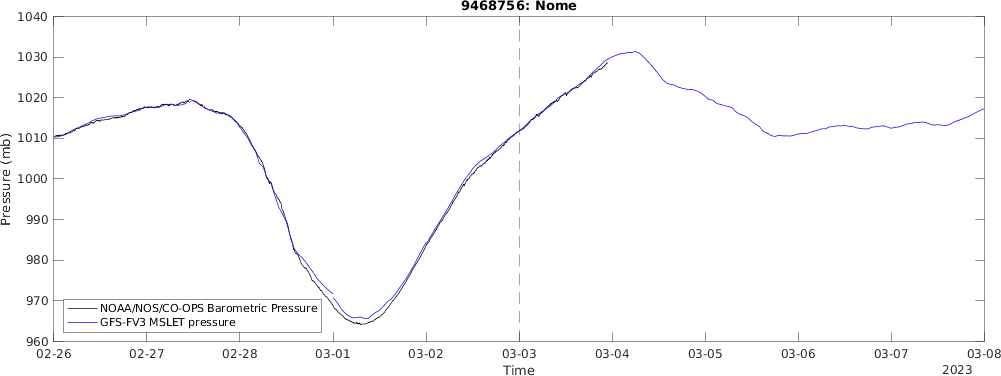 9468756: Nome
1040
1030
1020
1010
1000
990
980
970
960
Pressure (mb)
NOAA/NOS/CO-OPS Barometric Pressure
GFS-FV3 MSLET pressure
02-26 02-27 02-28 03-01 03-02 03-03 03-04 03-05 03-06 03-07 03-08
Time
2023